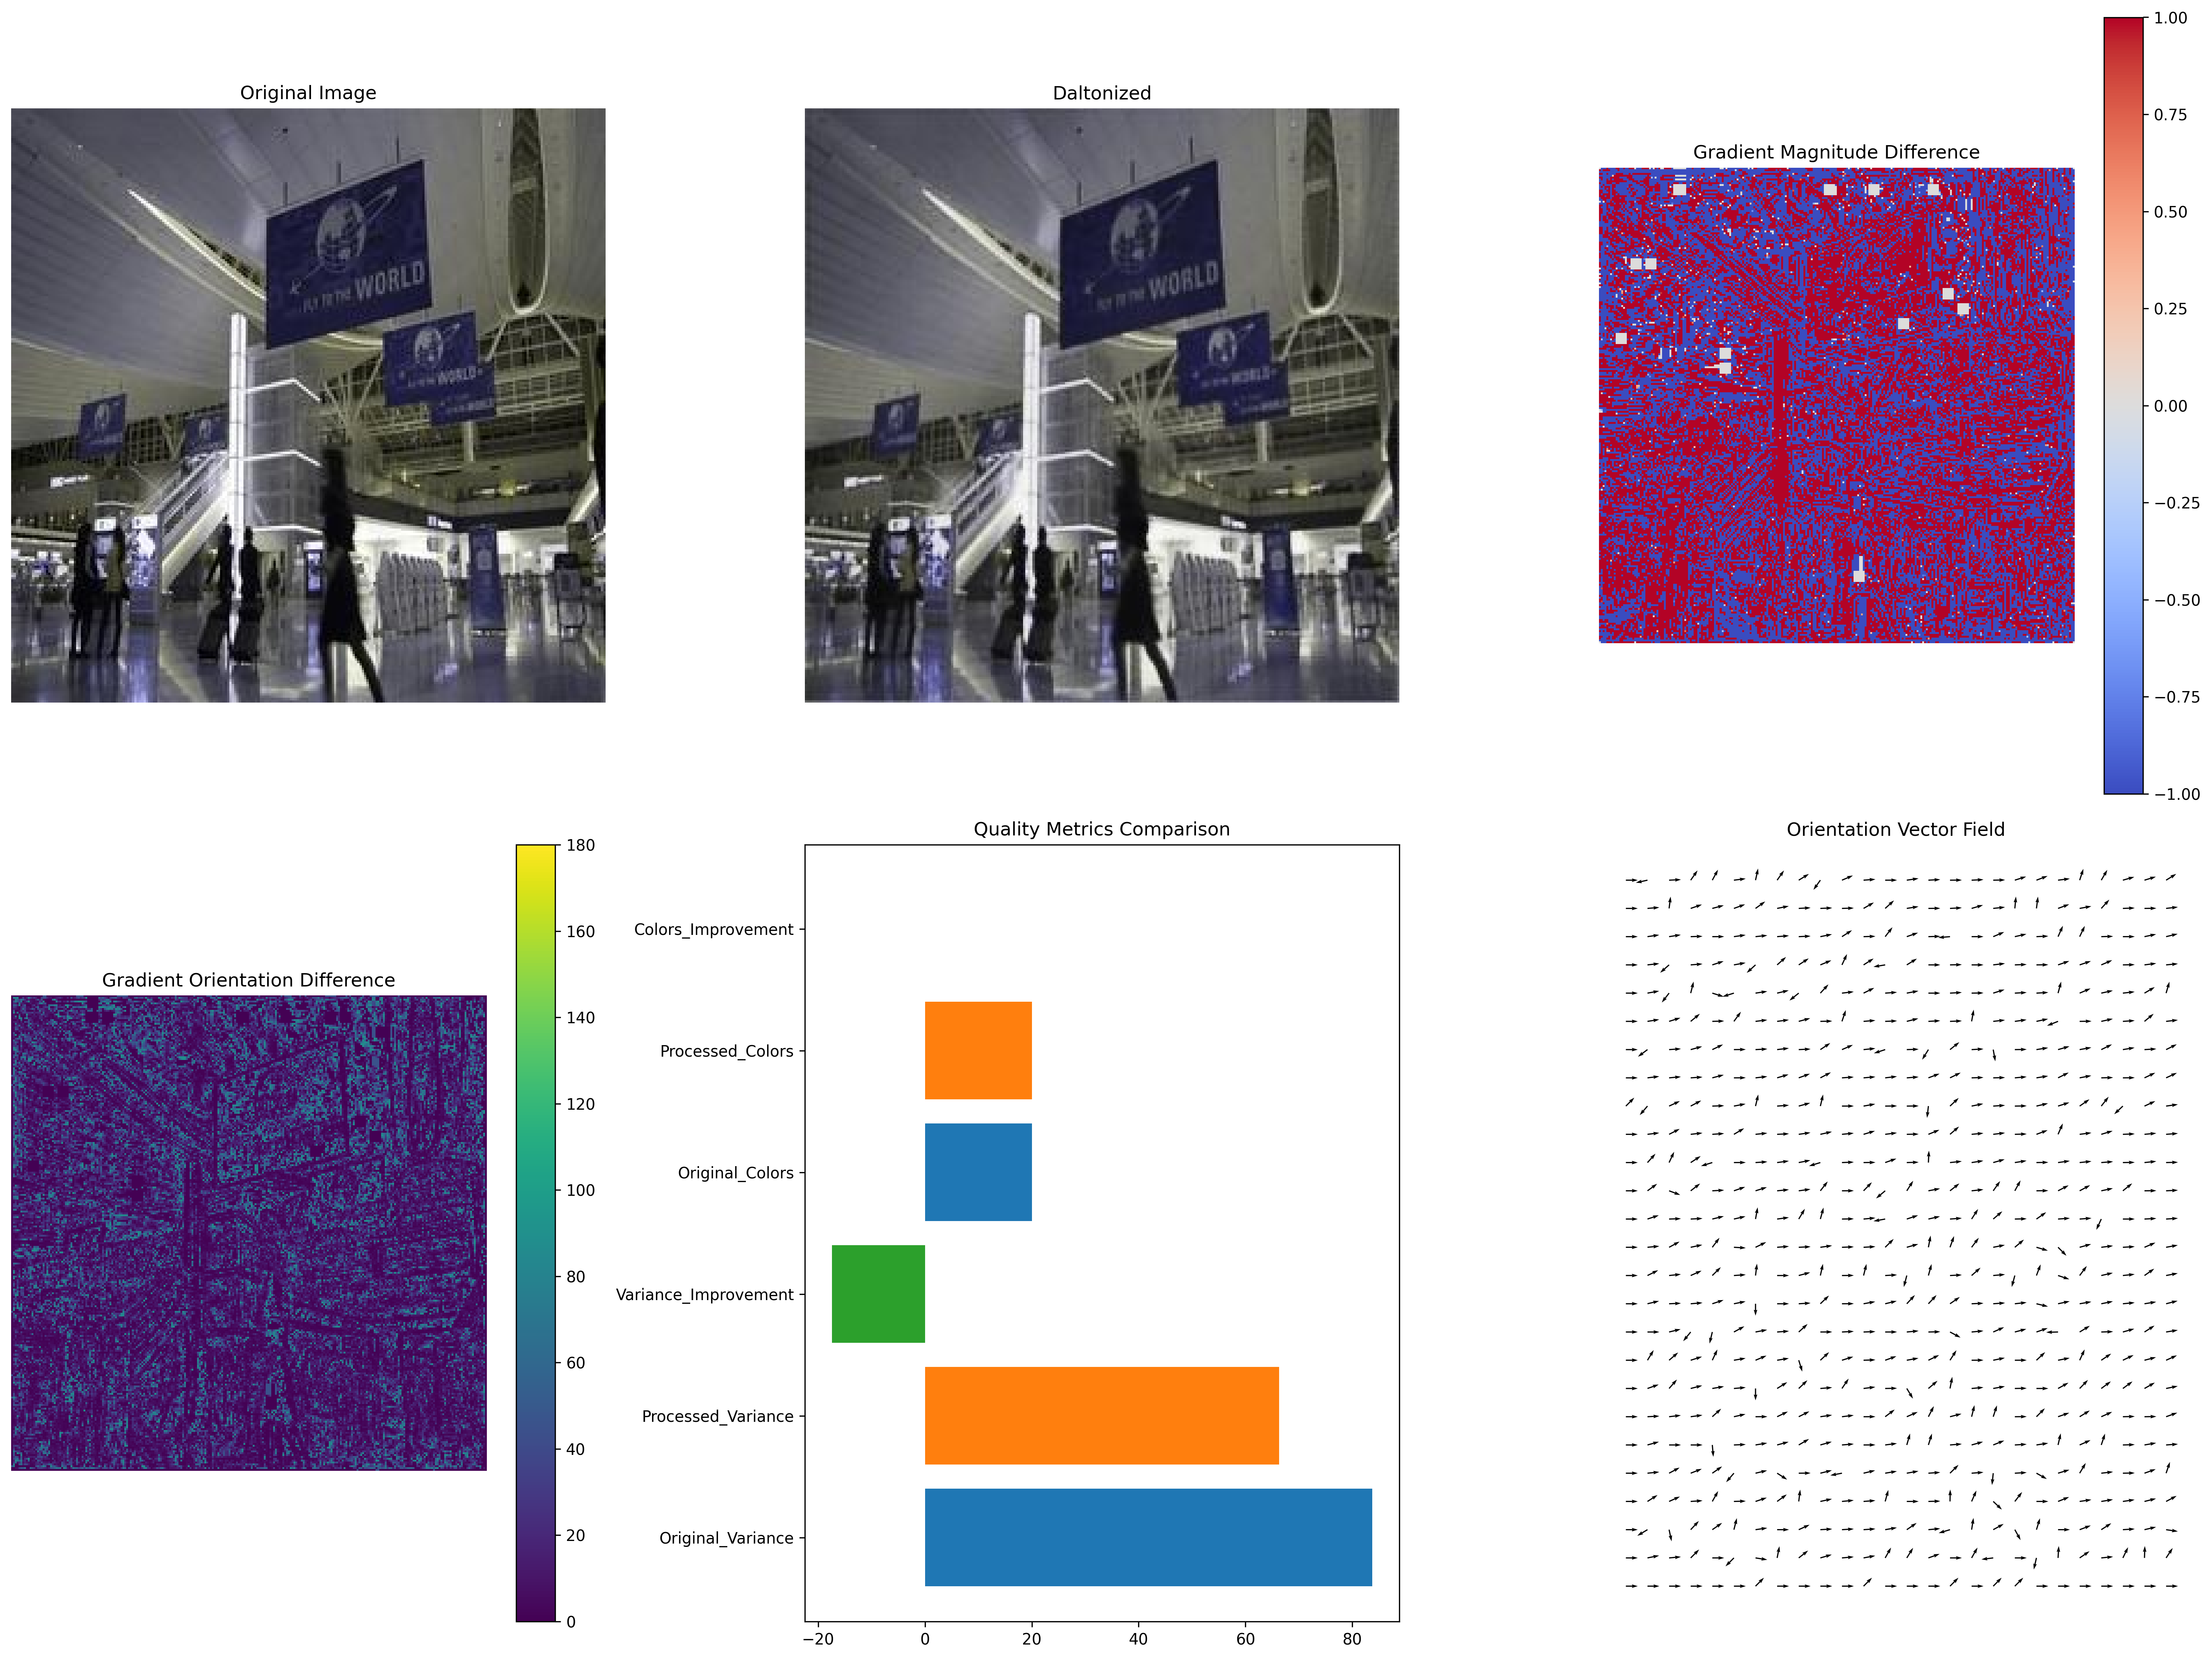 Original Image
FLY TO THE WORLD
WORLD
Daltonized
FLY TO THE WORLD
WORLD
Gradient Magnitude Difference
1.00
0.75
0.50
0.25
0.00
−0.25
−0.50
−0.75
−1.00
Gradient Orientation Difference
180
160
140
120
100
80
60
40
20
0
Quality Metrics Comparison
Colors_Improvement
Processed_Colors
Original_Colors
Variance_Improvement
Processed_Variance
Original_Variance
−20 0 20 40 60 80
Orientation Vector Field